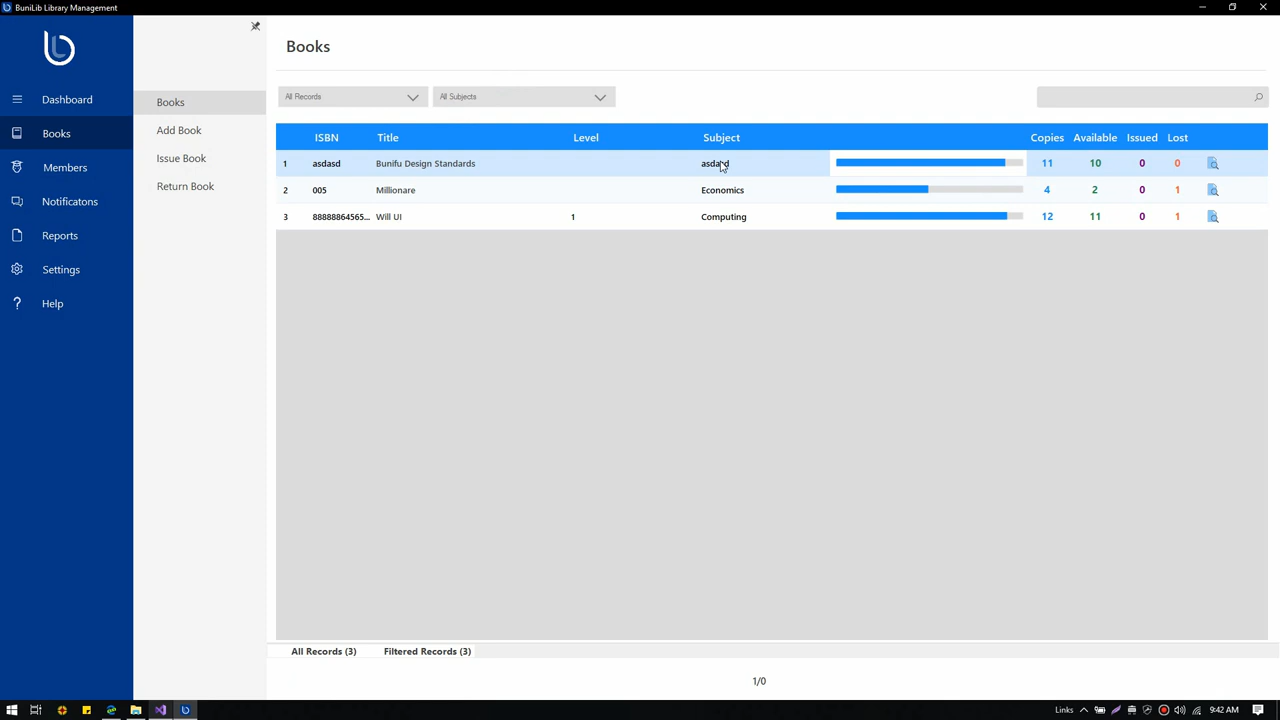 BuniLib Library Management
Books
All Records
All Subjects
Dashboard
Books
Members
Notificatons
Reports
Settings
? Help
Books
Add Book
Issue Book
Return Book
ISBN Title Level Subject Copies Available Issued Lost
1 asdasd Bunifu Design Standards asdasd 11 10 0 0
2 005 Millionare Economics 4 2 0 1
3 88888864565... Will UI 1 Computing 12 11 0 1
All Records (3) Filtered Records (3)
1/0
Links 9:42 AM